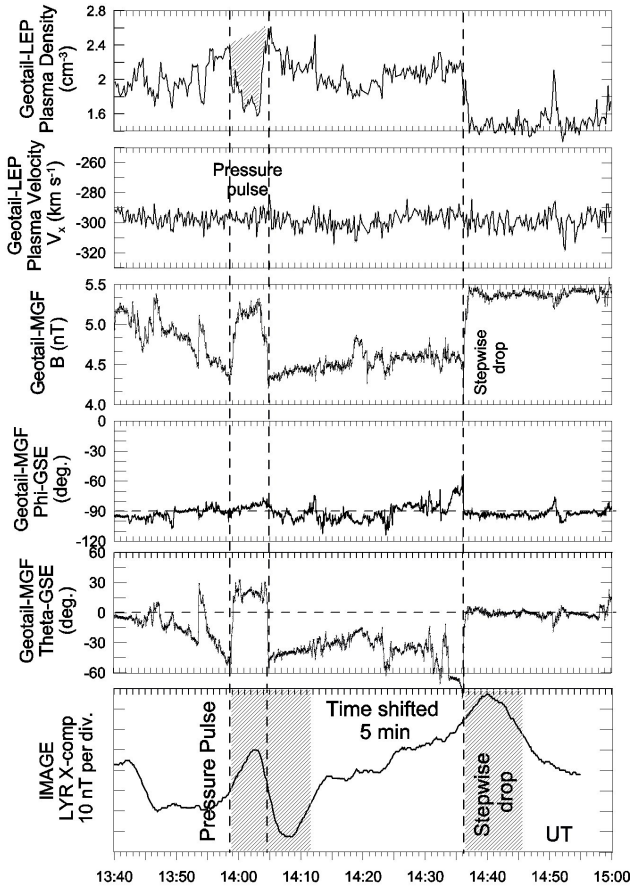 Geotail-LEP
Plasma Density
(cm-3)
2.8
2.4
2
1.6
Geotail-LEP
Plasma Velocity
Vx (km s-1)
-260
-280
-300
-320
Pressure
pulse
Geotail-MGF
B (nT)
5.5
5.0
4.5
4.0
Stepwise
drop
Geotail-MGF
Phi-GSE
(deg.)
0
-30
-60
-90
-120
Geotail-MGF
Theta-GSE
(deg.)
60
30
0
-30
-60
IMAGE
LYR X-comp
10 nT per div.
Pressure Pulse
Time shifted
5 min
Stepwise
drop
UT
13:40 13:50 14:00 14:10 14:20 14:30 14:40 14:50 15:00